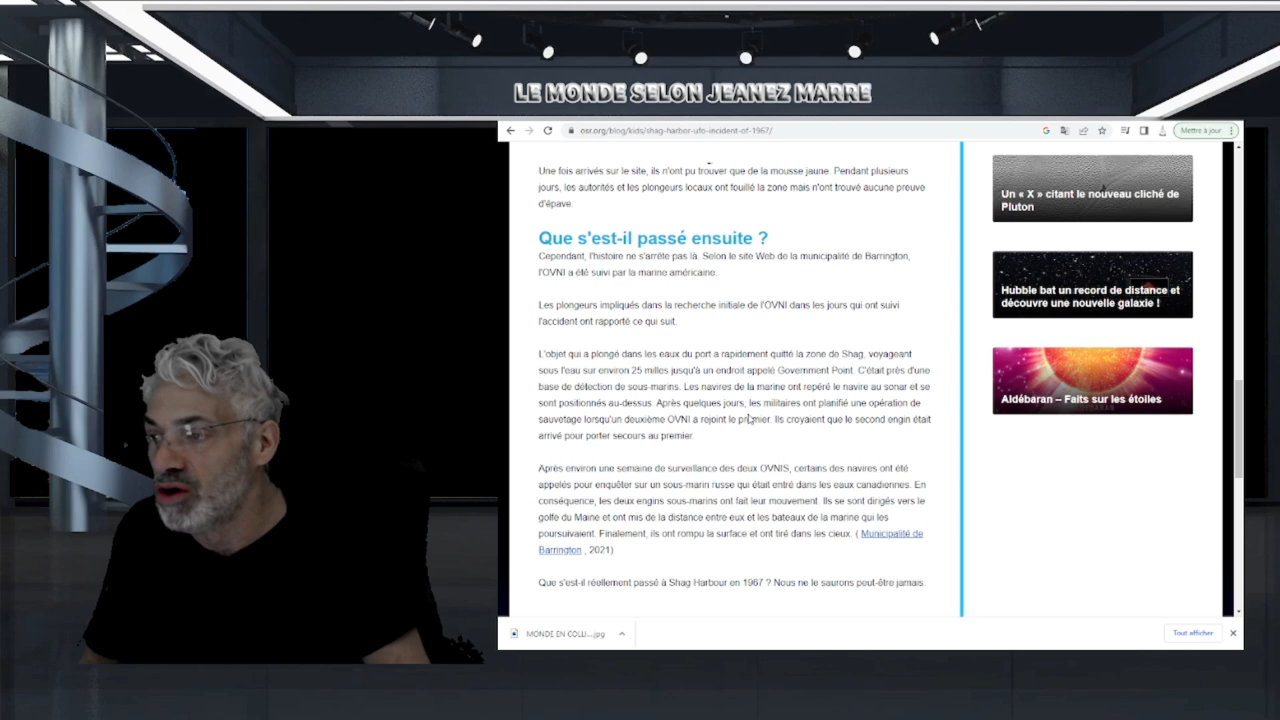 LE MONDE SELON JEANEZ MARRE
osr.org/blog/kids/shag-harbor-ufo-incident-of-1967/
Mettre à jour
Une fois arrivés sur le site, ils n'ont pu trouver que de la mousse jaune. Pendant plusieurs
jours, les autorités et les plongeurs locaux ont fouillé la zone mais n'ont trouvé aucune preuve
d'épave.
Que s'est-il passé ensuite ?
Cependant, l'histoire ne s'arrête pas là. Selon le site Web de la municipalité de Barrington,
l'OVNI a été suivi par la marine américaine.
Les plongeurs impliqués dans la recherche initiale de l'OVNI dans les jours qui ont suivi
l'accident ont rapporté ce qui suit.
L'objet qui a plongé dans les eaux du port a rapidement quitté la zone de Shag, voyageant
sous l'eau sur environ 25 milles jusqu'à un endroit appelé Government Point. C'était près d'une
base de détection de sous-marins. Les navires de la marine ont repéré le navire au sonar et se
sont positionnés au-dessus. Après quelques jours, les militaires ont planifié une opération de
sauvetage lorsqu'un deuxième OVNI a rejoint le premier. Ils croyaient que le second engin était
arrivé pour porter secours au premier.
Après environ une semaine de surveillance des deux OVNIS, certains des navires ont été
appelés pour enquêter sur un sous-marin russe qui était entré dans les eaux canadiennes. En
conséquence, les deux engins sous-marins ont fait leur mouvement. Ils se sont dirigés vers le
golfe du Maine et ont mis de la distance entre eux et les bateaux de la marine qui les
poursuivaient. Finalement, ils ont rompu la surface et ont tiré dans les cieux. ( Municipalité de
Barrington , 2021)
Que s'est-il réellement passé à Shag Harbour en 1967 ? Nous ne le saurons peut-être jamais.
Un « X » citant le nouveau cliché de
Pluton
Hubble bat un record de distance et
découvre une nouvelle galaxie !
Aldébaran – Faits sur les étoiles
MONDE EN COLLI....jpg
Tout afficher